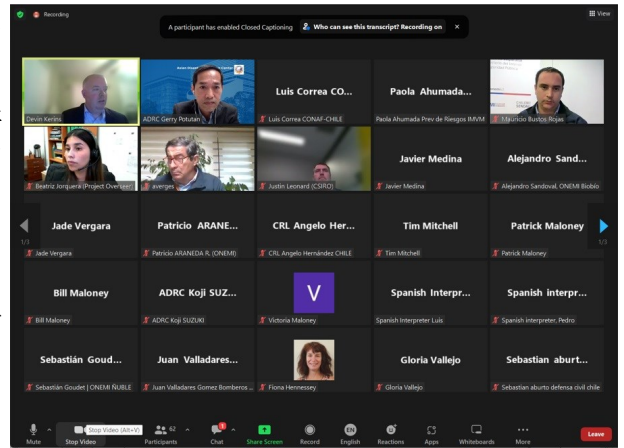 Recording
View
A participant has enabled Closed Captioning Who can see this transcript? Recording on
Devin Kerins
ADRC Gerry Potutan
Luis Correa CO...
Luis Correa CONAF-CHILE
Paola Ahumada...
Paola Ahumada Prev de Riesgos IMVM
Mauricio Bustos Rojas
Beatriz Jorquera (Project Overseer)
averges
Justin Leonard (CSIRO)
Javier Medina
Javier Medina
Alejandro Sand...
Alejandro Sandoval, ONEMI Biobío
Jade Vergara
Jade Vergara
Patricio ARANE...
Patricio ARANEDA R. (ONEMI)
CRL Angelo Her...
CRL Angelo Hernández CHILE
Tim Mitchell
Tim Mitchell
Patrick Maloney
Patrick Maloney
1/3
1/3
Bill Maloney
Bill Maloney
ADRC Koji SUZ...
ADRC Koji SUZUKI
V
Victoria Maloney
Spanish Interpr...
Spanish Interpreter Luis
Spanish interpr...
Spanish interpreter, Pedro
Sebastián Goud...
Sebastián Goudet | ONEMI ÑUBLE
Juan Valladares...
Juan Valladares Gomez Bomberos ...
Fiona Hennessey
Gloria Vallejo
Gloria Vallejo
Sebastian aburt...
Sebastian aburto defensa civil chile
Stop Video (Alt+V)
62
1
EN
Mute
Stop Video
Participants
Chat
Share Screen
Record
English
Reactions
Apps
Whiteboards
More
Leave